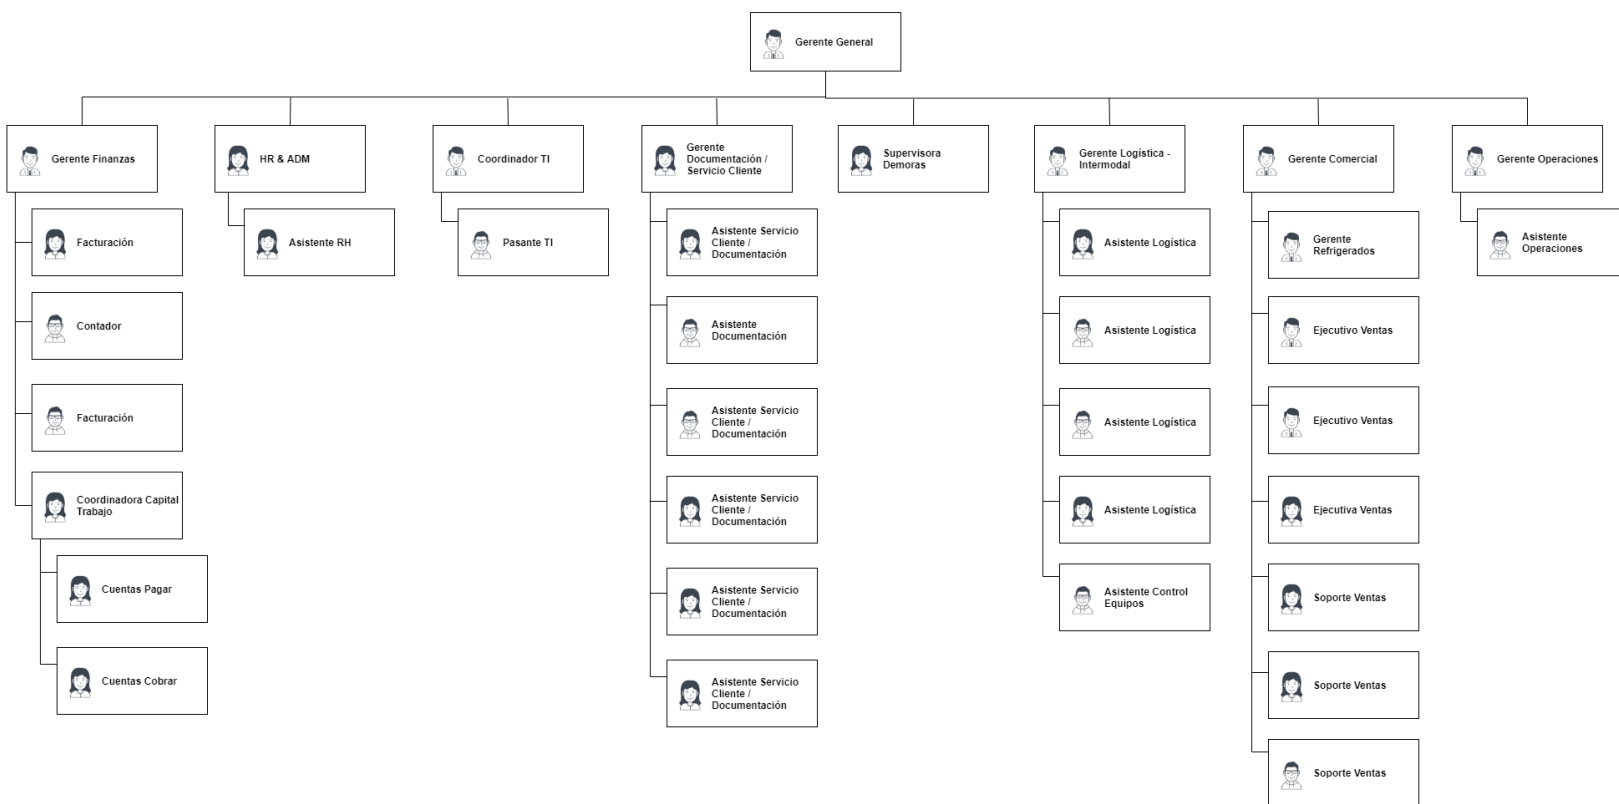 Gerente General
Gerente Finanzas
HR & ADM
Coordinador TI
Gerente
Documentación /
Servicio Cliente
Supervisora
Demoras
Gerente Logística -
Intermodal
Gerente Comercial
Gerente Operaciones
Facturación
Contador
Facturación
Coordinadora Capital
Trabajo
Cuentas Pagar
Cuentas Cobrar
Asistente RH
Pasante TI
Asistente Servicio
Cliente /
Documentación
Asistente
Documentación
Asistente Servicio
Cliente /
Documentación
Asistente Servicio
Cliente /
Documentación
Asistente Servicio
Cliente /
Documentación
Asistente Servicio
Cliente /
Documentación
Asistente Logística
Asistente Logística
Asistente Logística
Asistente Logística
Asistente Control
Equipos
Gerente
Refrigerados
Ejecutivo Ventas
Ejecutivo Ventas
Ejecutiva Ventas
Soporte Ventas
Soporte Ventas
Soporte Ventas
Asistente
Operaciones